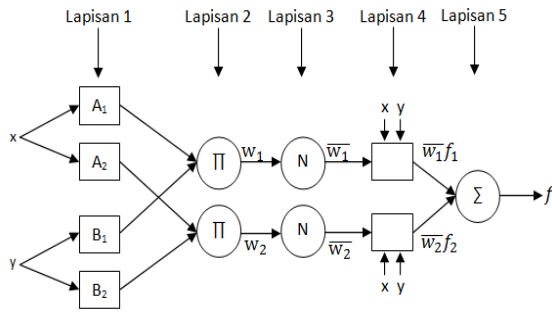 Lapisan 1 Lapisan 2 Lapisan 3 Lapisan 4 Lapisan 5
x y
A₁
x
A₂
∏ w₁ N w̅₁ w̅₁f₁
∑ f
B₁
∏ w₂ N w̅₂ w̅₂f₂
y
B₂
x y